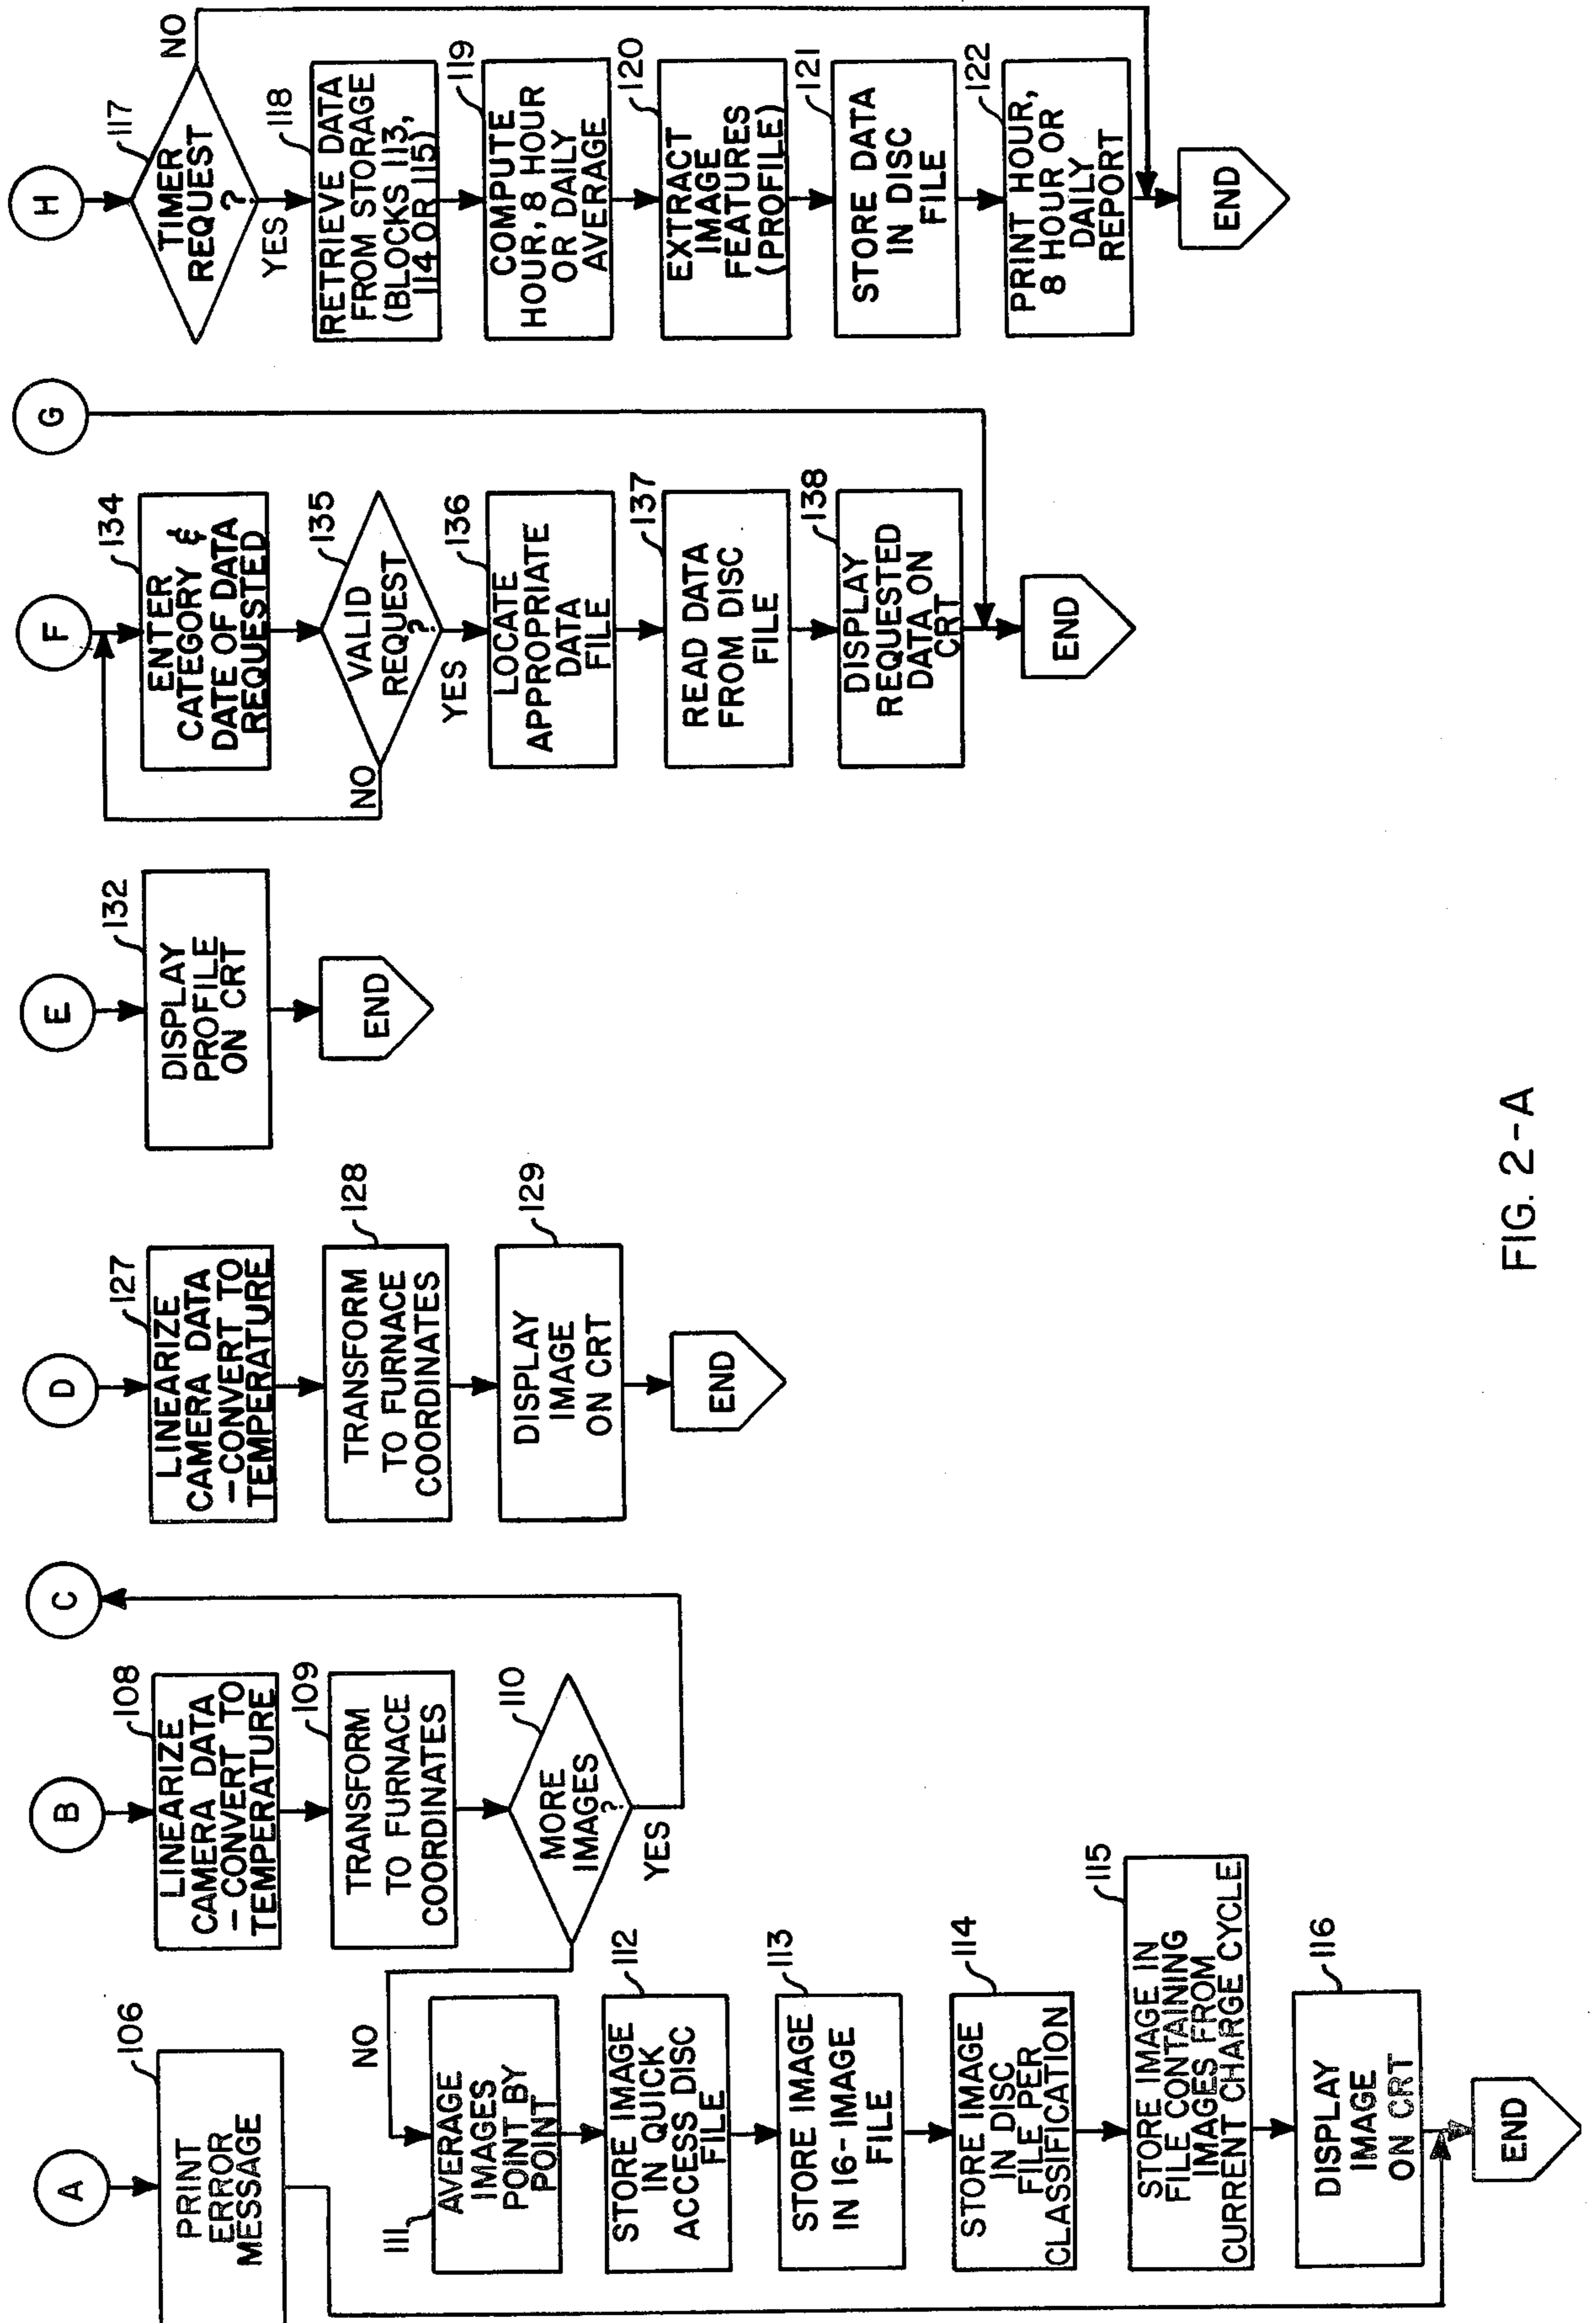 A
106
PRINT
ERROR
MESSAGE
B
108
LINEARIZE
CAMERA DATA
– CONVERT TO
TEMPERATURE
109
TRANSFORM
TO FURNACE
COORDINATES
110
MORE
IMAGES
?
YES
NO
C
111
AVERAGE
IMAGES
POINT BY
POINT
112
STORE IMAGE
IN QUICK
ACCESS DISC
FILE
113
STORE IMAGE
IN 16-IMAGE
FILE
114
STORE IMAGE
IN DISC
FILE PER
CLASSIFICATION
115
STORE IMAGE IN
FILE CONTAINING
IMAGES FROM
CURRENT CHARGE CYCLE
116
DISPLAY
IMAGE
ON CRT
END
D
127
LINEARIZE
CAMERA DATA
– CONVERT TO
TEMPERATURE
128
TRANSFORM
TO FURNACE
COORDINATES
129
DISPLAY
IMAGE
ON CRT
END
E
132
DISPLAY
PROFILE
ON CRT
END
F
134
ENTER
CATEGORY &
DATE OF DATA
REQUESTED
135
VALID
REQUEST
?
NO
YES
136
LOCATE
APPROPRIATE
DATA
FILE
137
READ DATA
FROM DISC
FILE
138
DISPLAY
REQUESTED
DATA ON
CRT
END
G
H
117
TIMER
REQUEST
?
NO
YES
118
RETRIEVE DATA
FROM STORAGE
(BLOCKS 113,
114 OR 115)
119
COMPUTE
HOUR, 8 HOUR
OR DAILY
AVERAGE
120
EXTRACT
IMAGE
FEATURES
(PROFILE)
121
STORE DATA
IN DISC
FILE
122
PRINT HOUR,
8 HOUR OR
DAILY
REPORT
END
FIG. 2-A